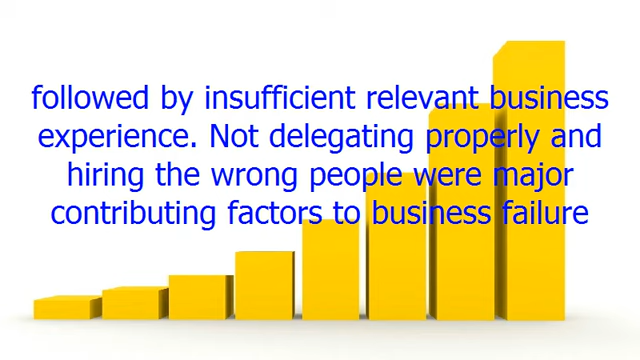 followed by insufficient relevant business
experience. Not delegating properly and
hiring the wrong people were major
contributing factors to business failure